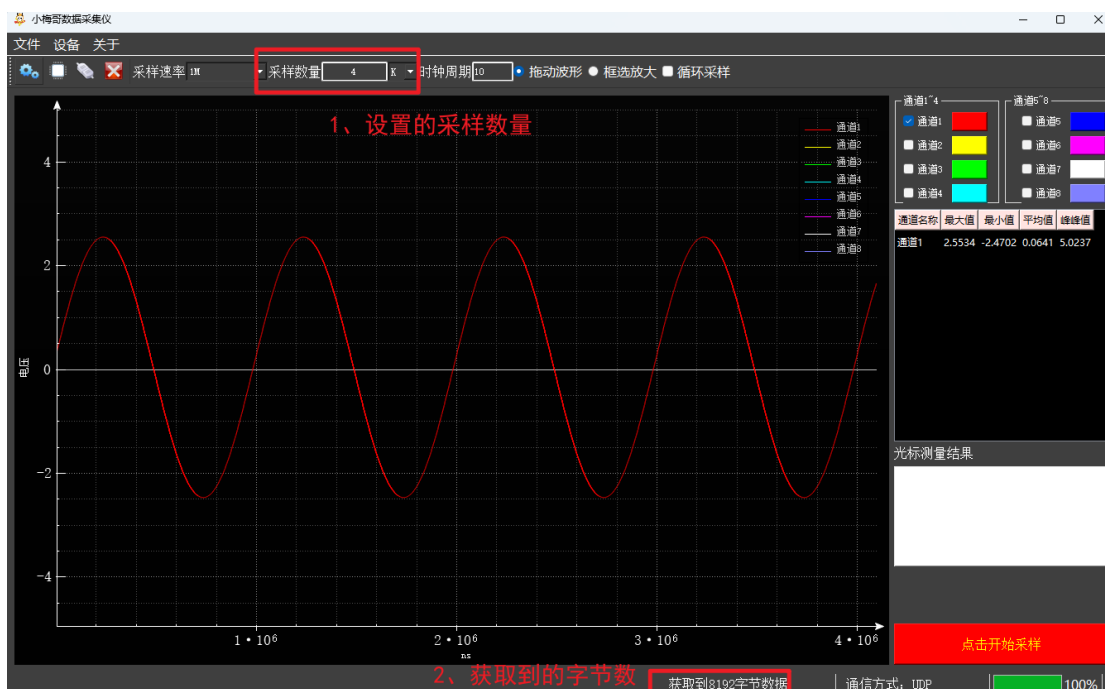 小梅哥数据采集仪
文件 设备 关于
采样速率 1M 采样数量 4 K 时钟周期 10 拖动波形 框选放大 循环采样
1、设置的采样数量
通道1
通道2
通道3
通道4
通道5
通道6
通道7
通道8
4
2
0
-2
-4
电压
1•10⁶ 2•10⁶ 3•10⁶ 4•10⁶
ns
通道1~4 通道5~8
通道1 通道5
通道2 通道6
通道3 通道7
通道4 通道8
通道名称 最大值 最小值 平均值 峰峰值
通道1 2.5534 -2.4702 0.0641 5.0237
光标测量结果
点击开始采样
2、获取到的字节数
获取到8192字节数据 通信方式: UDP 100%